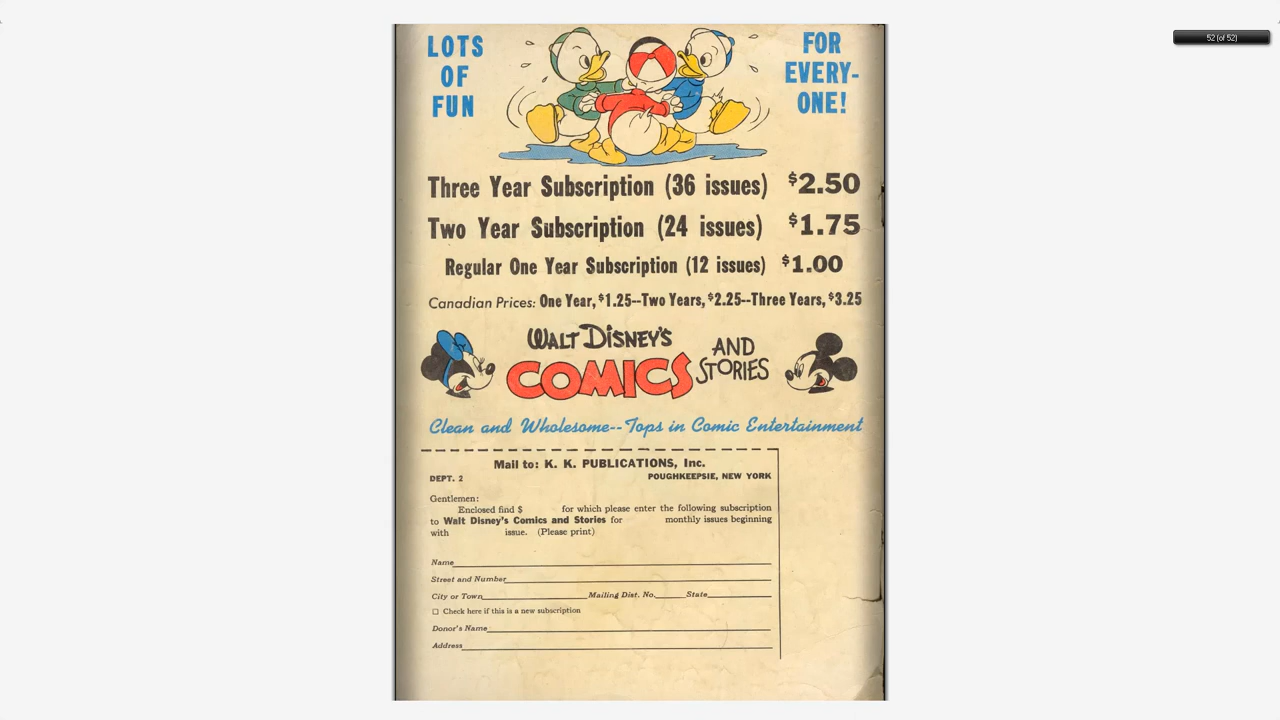 52 (of 52)
LOTS
OF
FUN
FOR
EVERY-
ONE!
Three Year Subscription (36 issues) $2.50
Two Year Subscription (24 issues) $1.75
Regular One Year Subscription (12 issues) $1.00
Canadian Prices: One Year, $1.25--Two Years, $2.25--Three Years, $3.25
WALT DISNEY'S
COMICS
AND
STORIES
Clean and Wholesome--Tops in Comic Entertainment
Mail to: K. K. PUBLICATIONS, Inc.
DEPT. 2 POUGHKEEPSIE, NEW YORK
Gentlemen:
Enclosed find $ for which please enter the following subscription
to Walt Disney's Comics and Stories for monthly issues beginning
with issue. (Please print)
Name
Street and Number
City or Town Mailing Dist. No. State
Check here if this is a new subscription
Donor's Name
Address